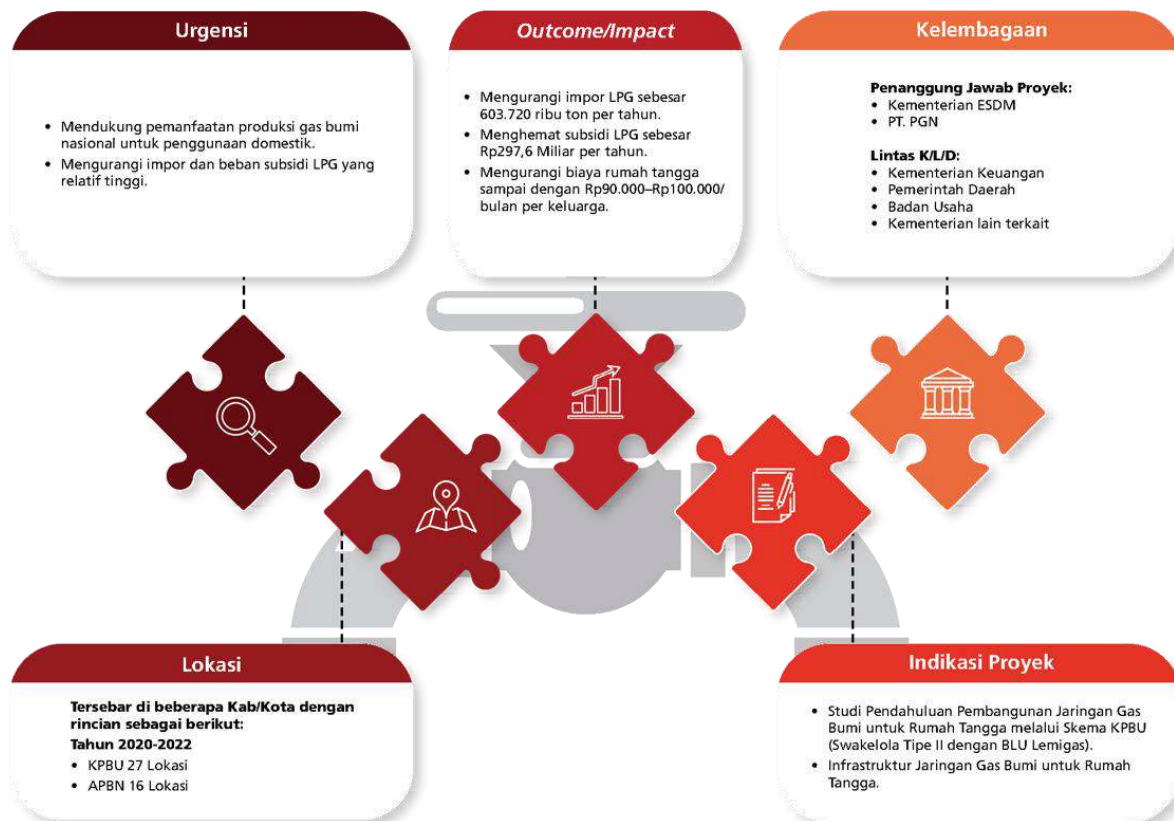 Urgensi
• Mendukung pemanfaatan produksi gas bumi
nasional untuk penggunaan domestik.
• Mengurangi impor dan beban subsidi LPG yang
relatif tinggi.
Outcome/Impact
• Mengurangi impor LPG sebesar
603.720 ribu ton per tahun.
• Menghemat subsidi LPG sebesar
Rp297,6 Miliar per tahun.
• Mengurangi biaya rumah tangga
sampai dengan Rp90.000–Rp100.000/
bulan per keluarga.
Kelembagaan
Penanggung Jawab Proyek:
• Kementerian ESDM
• PT. PGN
Lintas K/L/D:
• Kementerian Keuangan
• Pemerintah Daerah
• Badan Usaha
• Kementerian lain terkait
Lokasi
Tersebar di beberapa Kab/Kota dengan
rincian sebagai berikut:
Tahun 2020-2022
• KPBU 27 Lokasi
• APBN 16 Lokasi
Indikasi Proyek
• Studi Pendahuluan Pembangunan Jaringan Gas
Bumi untuk Rumah Tangga melalui Skema KPBU
(Swakelola Tipe II dengan BLU Lemigas).
• Infrastruktur Jaringan Gas Bumi untuk Rumah
Tangga.